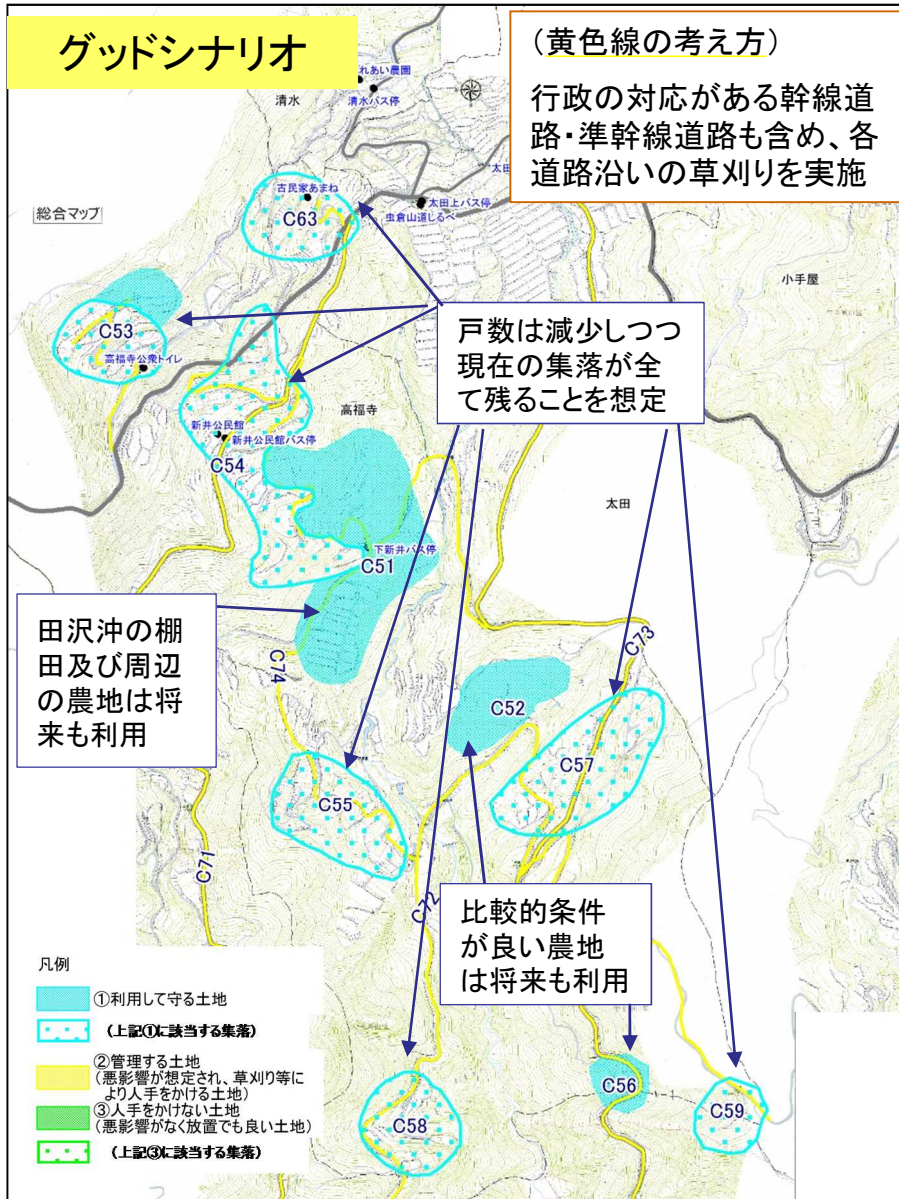 グッドシナリオ
(黄色線の考え方)
行政の対応がある幹線道
路・準幹線道路も含め、各
道路沿いの草刈りを実施
れあい農園
清水
清水バス停
太田
古民家あまね
太田上バス停
虫倉山道しるべ
総合マップ
C63
小手屋
C53
高福寺公衆トイレ
戸数は減少しつつ
現在の集落が全
て残ることを想定
高福寺
新井公民館
新井公民館バス停
C54
太田
下新井バス停
C51
田沢沖の棚
田及び周辺
の農地は将
来も利用
C73
C74
C52
C57
C55
C71
C72
比較的条件
が良い農地
は将来も利用
凡例
①利用して守る土地
(上記①に該当する集落)
②管理する土地
(悪影響が想定され、草刈り等に
より人手をかける土地)
③人手をかけない土地
(悪影響がなく放置でも良い土地)
(上記③に該当する集落)
C56
C58
C59